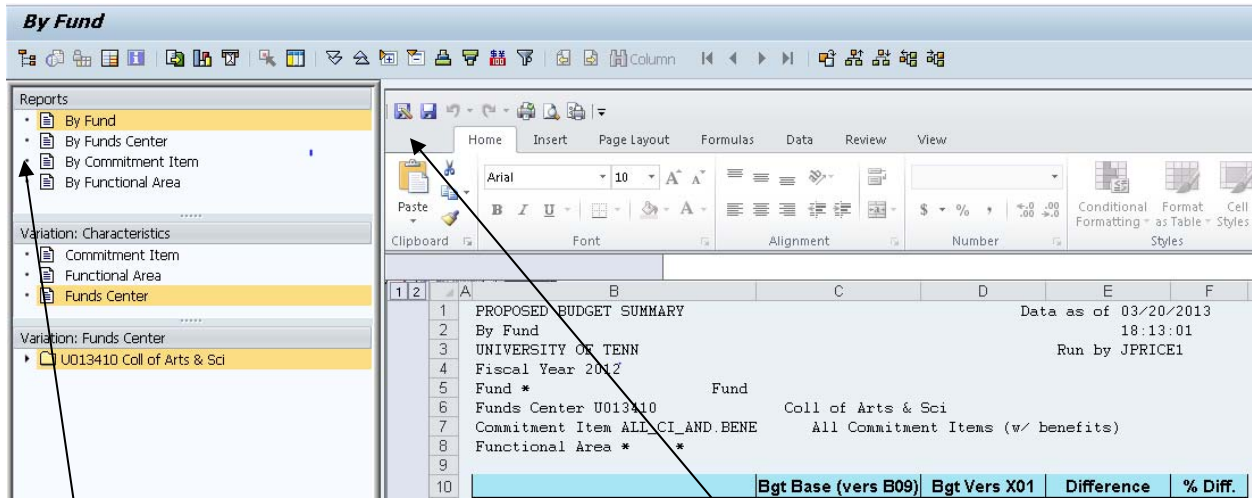 By Fund
Column
Reports
By Fund
By Funds Center
By Commitment Item
By Functional Area
Variation: Characteristics
Commitment Item
Functional Area
Funds Center
Variation: Funds Center
U013410 Coll of Arts & Sci
Home Insert Page Layout Formulas Data Review View
Paste
Arial 10 A A
B I U A $ % ,
Conditional Formatting
Format as Table
Cell Styles
Clipboard Font Alignment Number Styles
1 2 A B C D E F
1 PROPOSED BUDGET SUMMARY Data as of 03/20/2013
2 By Fund 18:13:01
3 UNIVERSITY OF TENN Run by JPRICE1
4 Fiscal Year 2012
5 Fund * Fund
6 Funds Center U013410 Coll of Arts & Sci
7 Commitment Item ALL_CI_AND.BENE All Commitment Items (w/ benefits)
8 Functional Area * *
9
10 Bgt Base (vers B09) Bgt Vers X01 Difference % Diff.